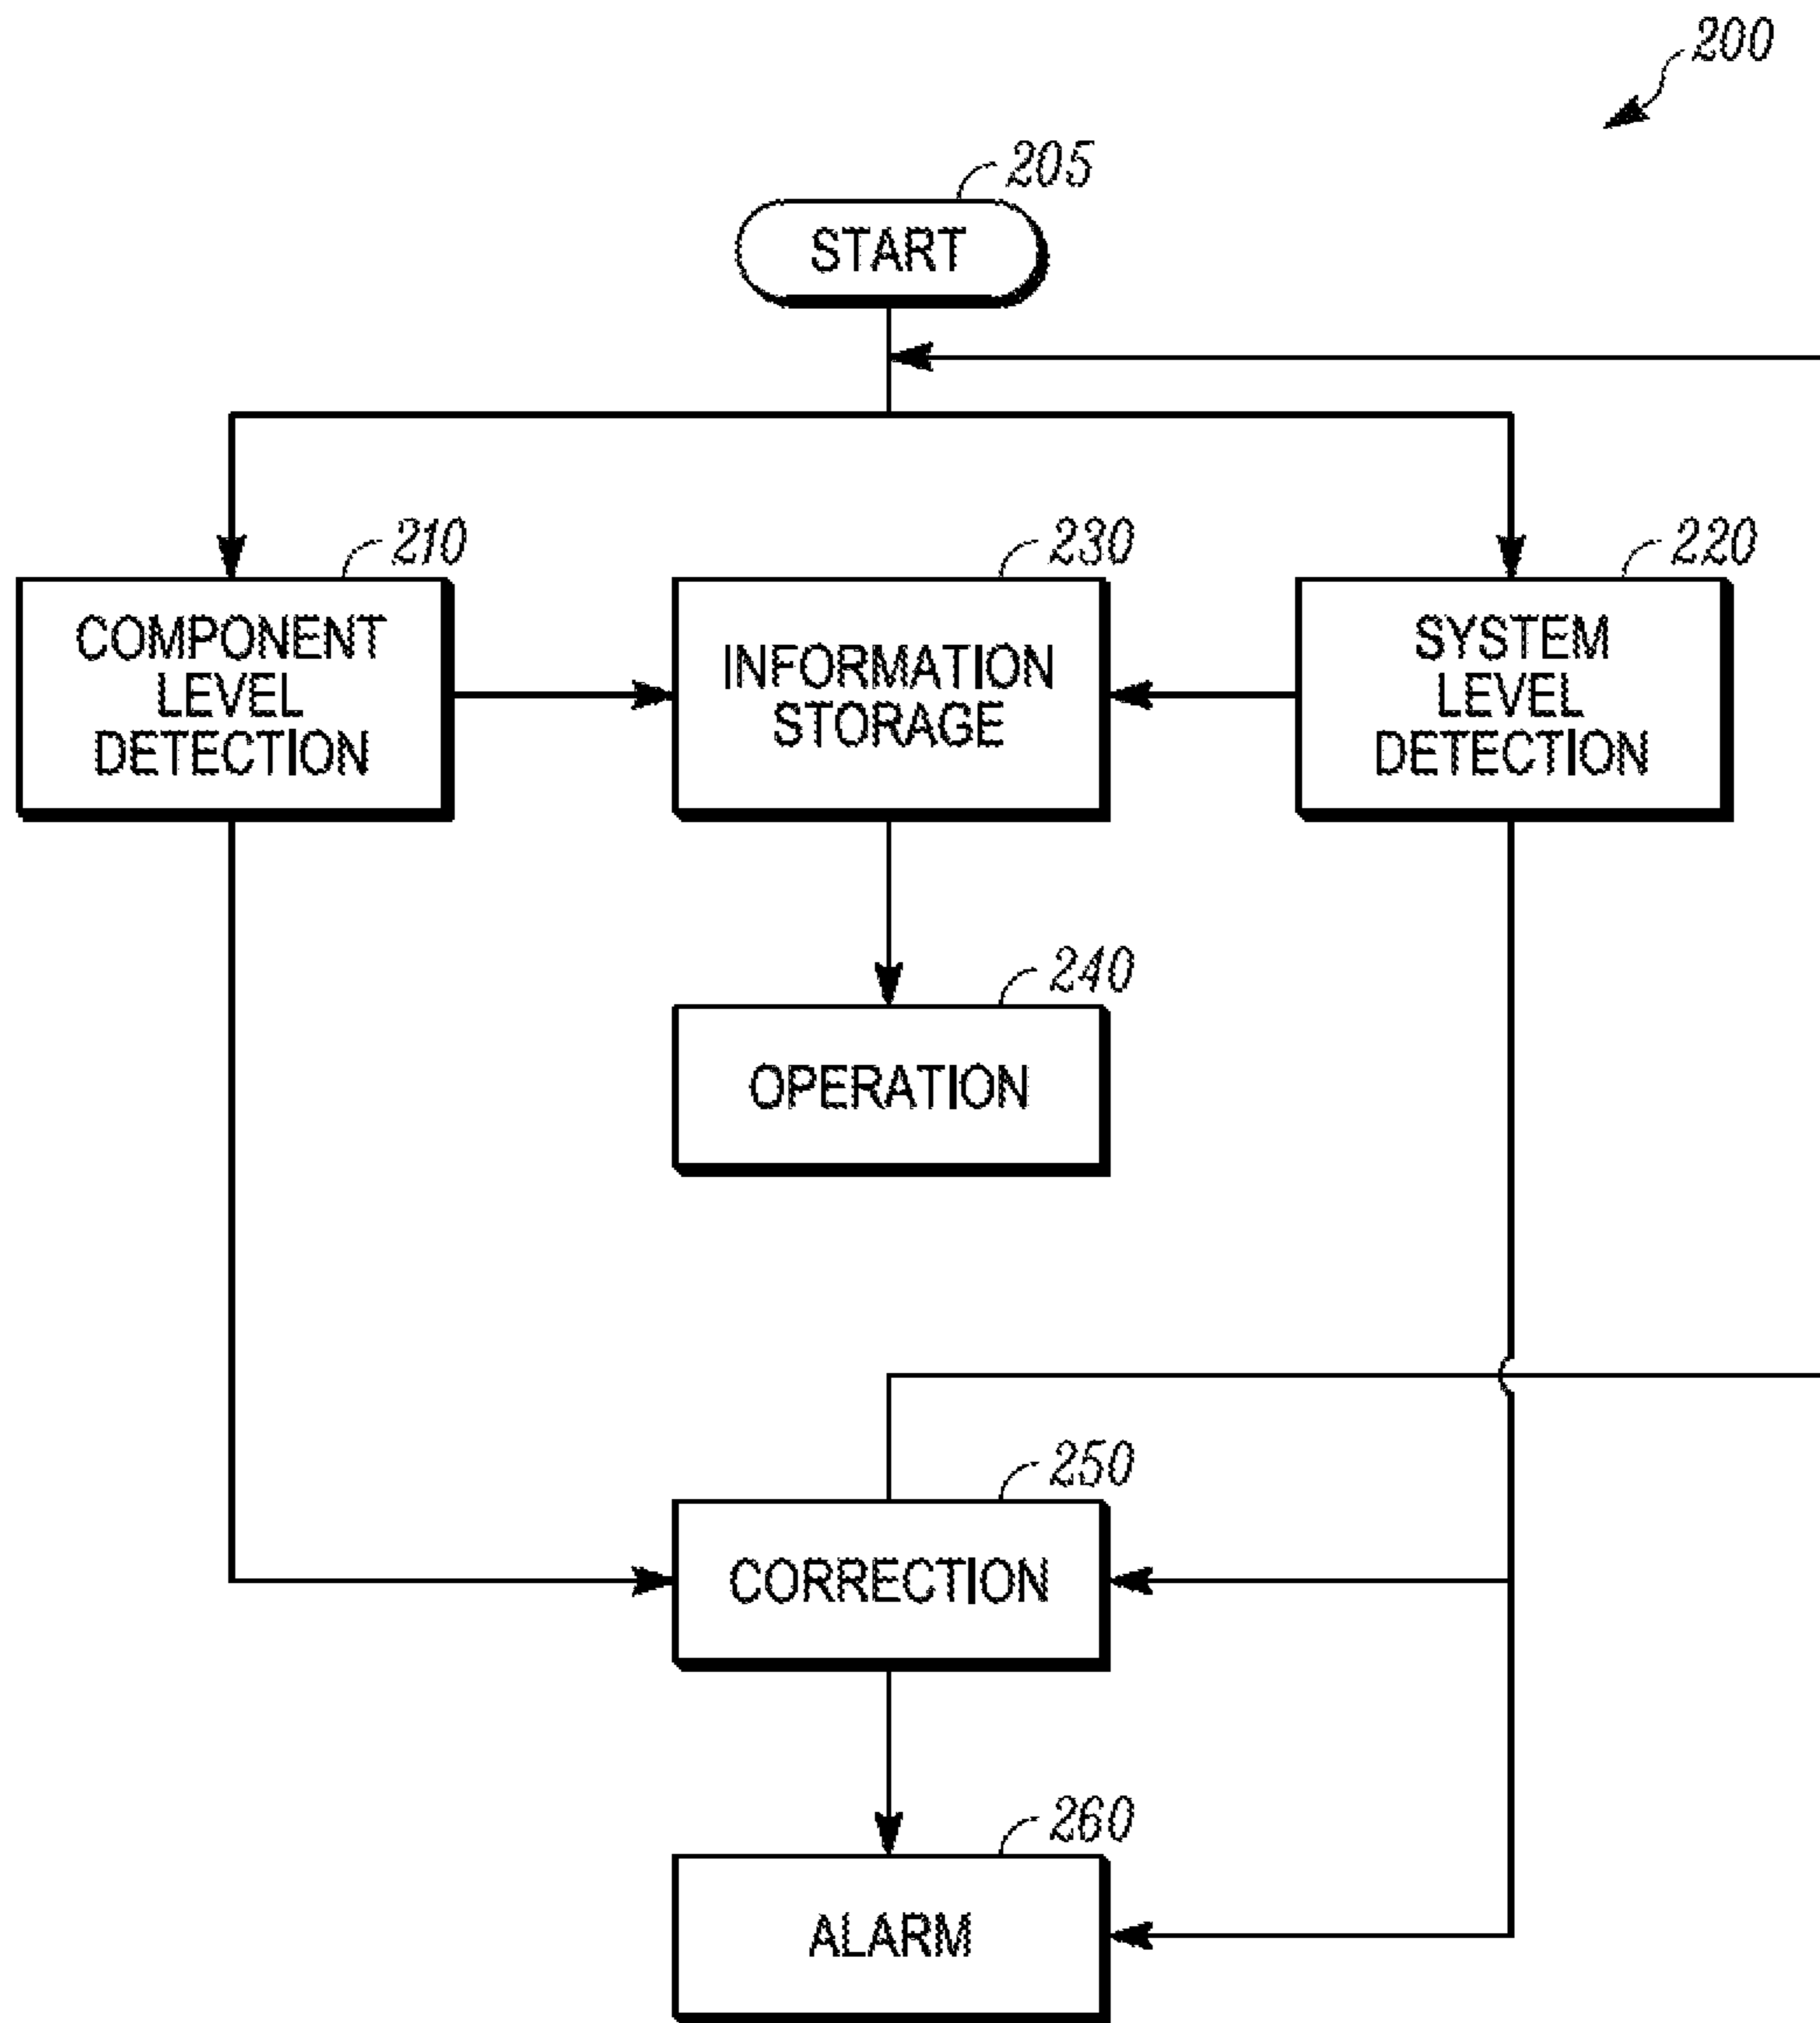 200
205
START
210
230
220
COMPONENT
LEVEL
DETECTION
INFORMATION
STORAGE
SYSTEM
LEVEL
DETECTION
240
OPERATION
250
CORRECTION
260
ALARM